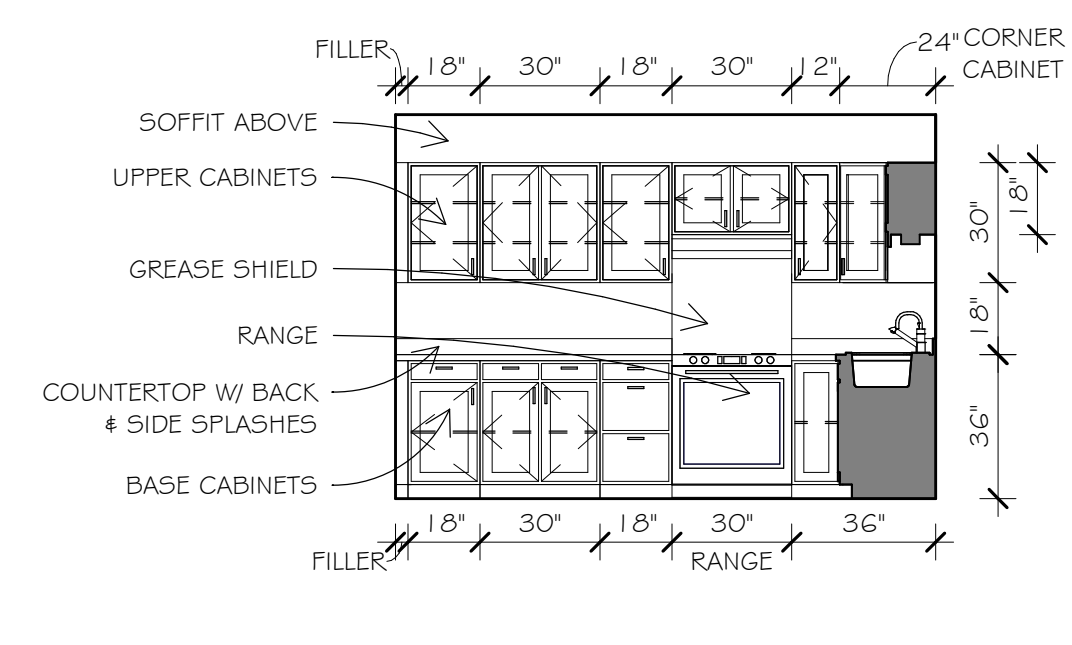 FILLER
18"
30"
18"
30"
12"
24" CORNER
CABINET
SOFFIT ABOVE
UPPER CABINETS
GREASE SHIELD
RANGE
COUNTERTOP W/ BACK
& SIDE SPLASHES
BASE CABINETS
30"
18"
18"
36"
18"
30"
18"
30"
36"
FILLER
RANGE